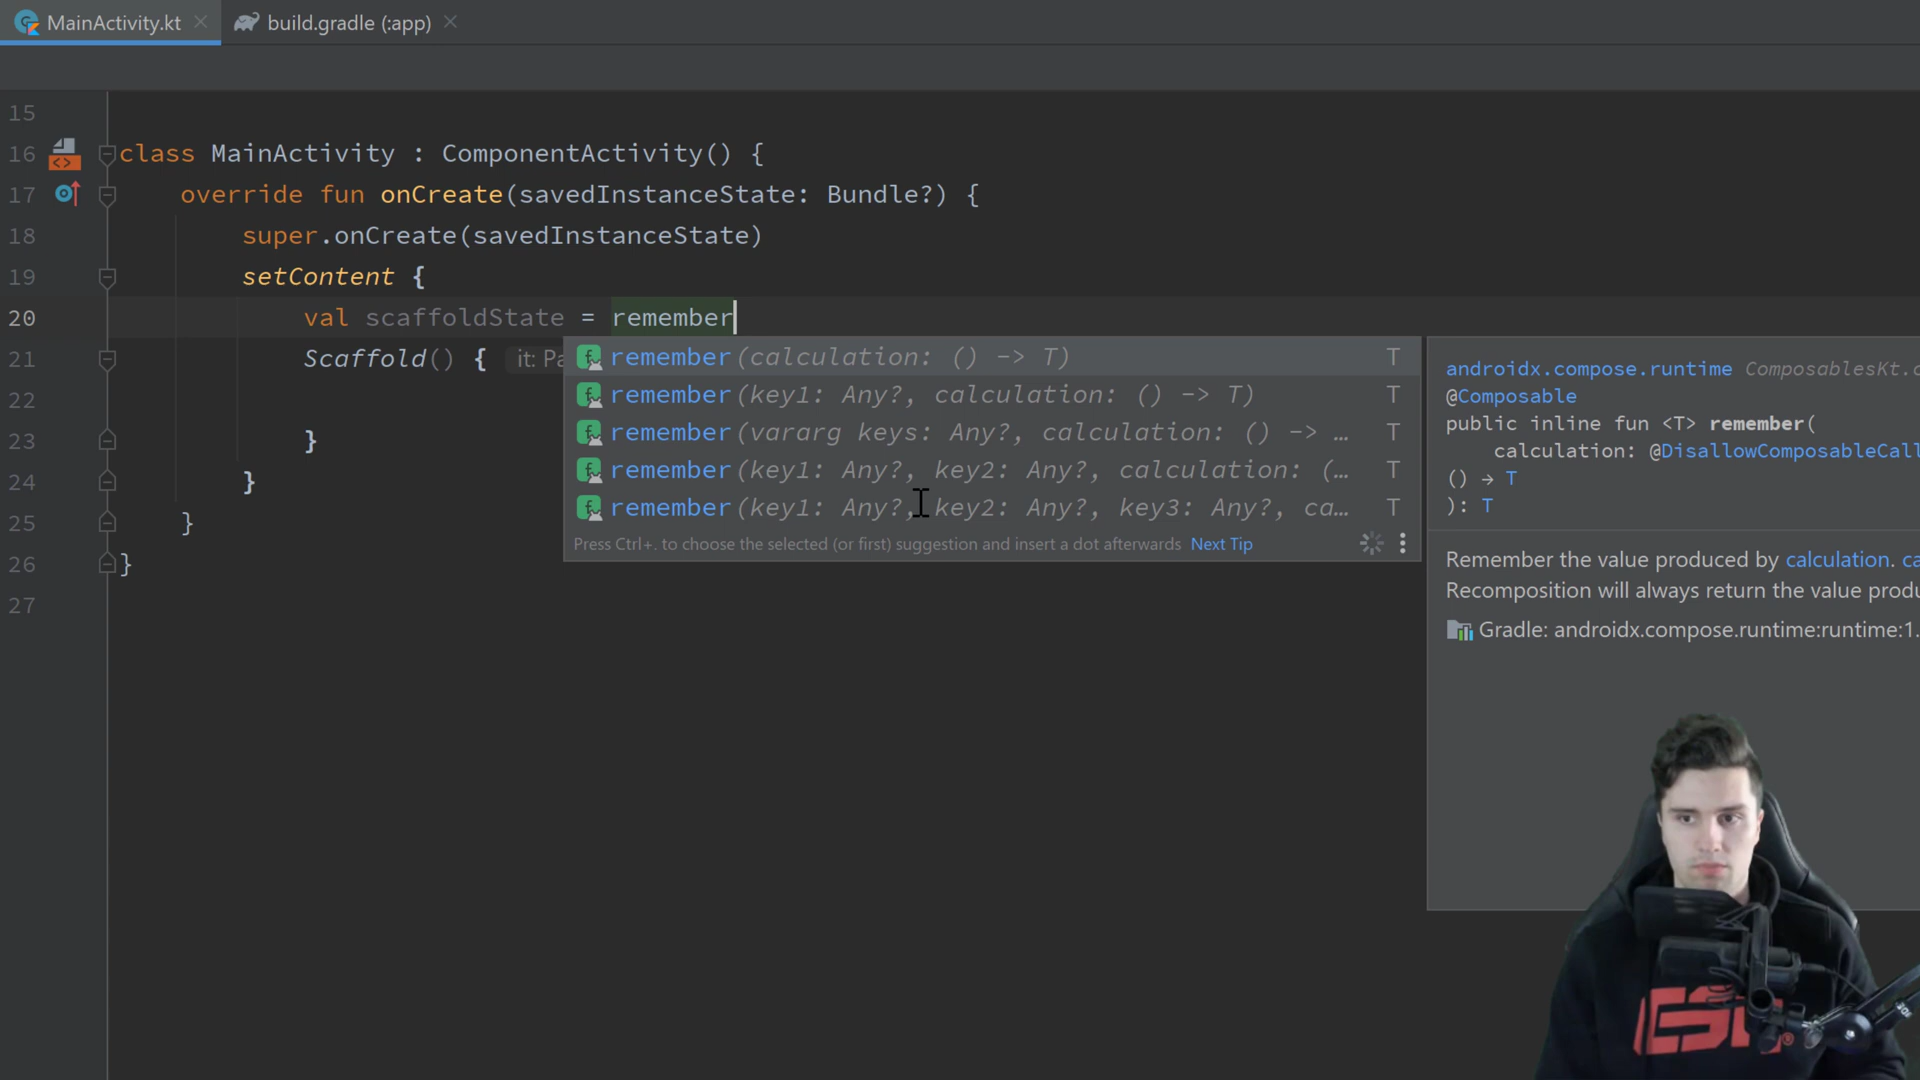 MainActivity.kt
build.gradle (:app)
15
16 class MainActivity : ComponentActivity() {
17 override fun onCreate(savedInstanceState: Bundle?) {
18 super.onCreate(savedInstanceState)
19 setContent {
20 val scaffoldState = remember
21 Scaffold() { it: Pa
22
23 }
24 }
25 }
26 }
27
remember(calculation: () -> T) T
remember(key1: Any?, calculation: () -> T) T
remember(vararg keys: Any?, calculation: () -> … T
remember(key1: Any?, key2: Any?, calculation: (… T
remember(key1: Any?, key2: Any?, key3: Any?, ca… T
Press Ctrl+. to choose the selected (or first) suggestion and insert a dot afterwards Next Tip
androidx.compose.runtime ComposablesKt.c
@Composable
public inline fun <T> remember(
calculation: @DisallowComposableCall
() → T
): T
Remember the value produced by calculation. ca
Recomposition will always return the value produ
Gradle: androidx.compose.runtime:runtime:1.